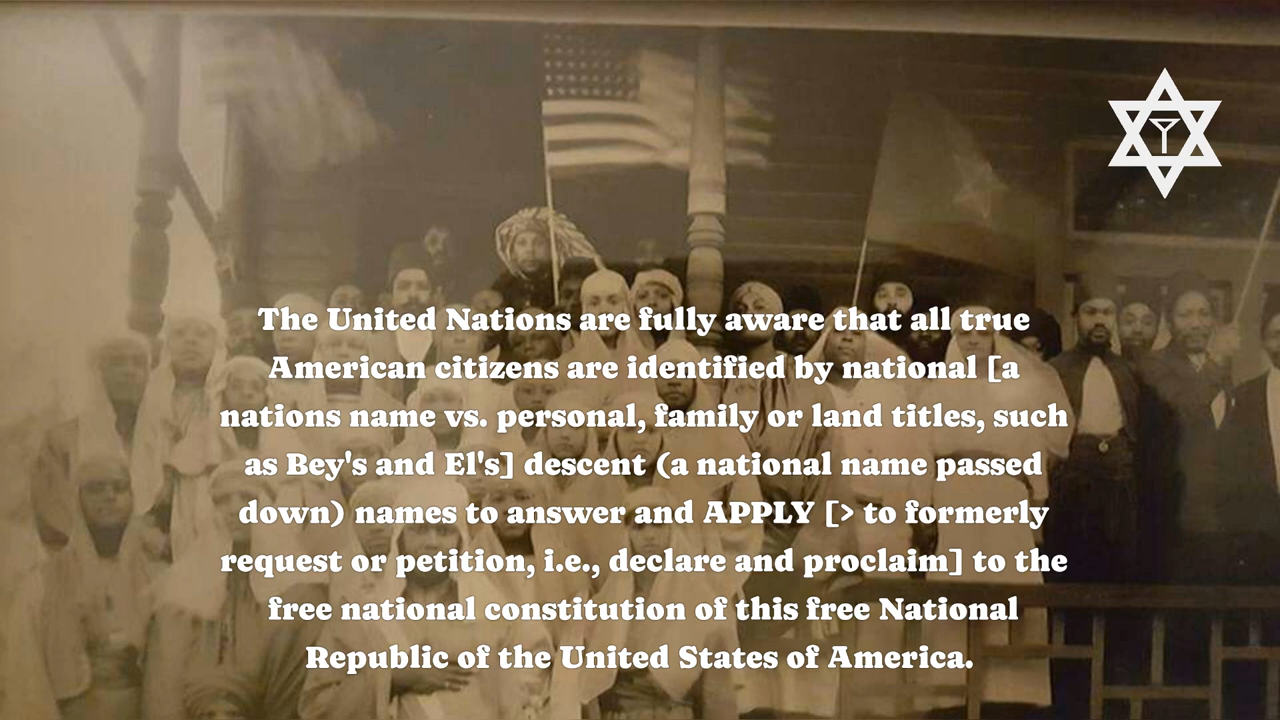 The United Nations are fully aware that all true
American citizens are identified by national [a
nations name vs. personal, family or land titles, such
as Bey's and El's] descent (a national name passed
down) names to answer and APPLY [> to formerly
request or petition, i.e., declare and proclaim] to the
free national constitution of this free National
Republic of the United States of America.